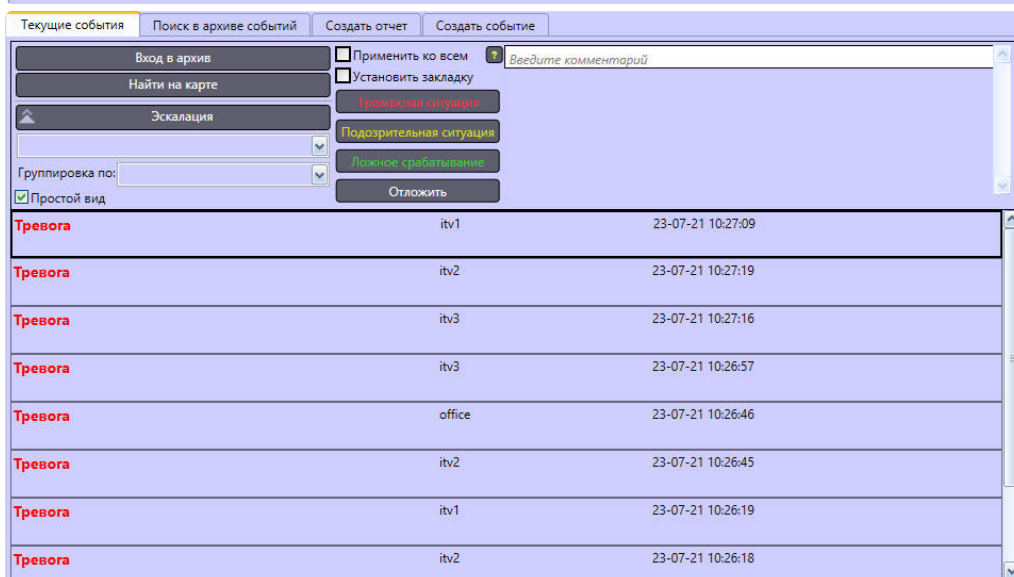 Текущие события
Поиск в архиве событий
Создать отчет
Создать событие
Вход в архив
Найти на карте
Эскалация
Группировка по:
Простой вид
Применить ко всем ?
Установить закладку
Тревожная ситуация
Подозрительная ситуация
Ложное срабатывание
Отложить
Введите комментарий
Тревога itv1 23-07-21 10:27:09
Тревога itv2 23-07-21 10:27:19
Тревога itv3 23-07-21 10:27:16
Тревога itv3 23-07-21 10:26:57
Тревога office 23-07-21 10:26:46
Тревога itv2 23-07-21 10:26:45
Тревога itv1 23-07-21 10:26:19
Тревога itv2 23-07-21 10:26:18